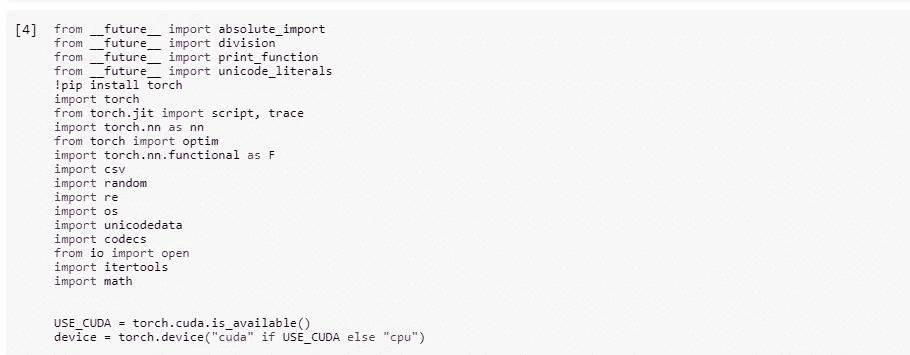 [4] from __future__ import absolute_import
from __future__ import division
from __future__ import print_function
from __future__ import unicode_literals
!pip install torch
import torch
from torch.jit import script, trace
import torch.nn as nn
from torch import optim
import torch.nn.functional as F
import csv
import random
import re
import os
import unicodedata
import codecs
from io import open
import itertools
import math
USE_CUDA = torch.cuda.is_available()
device = torch.device("cuda" if USE_CUDA else "cpu")